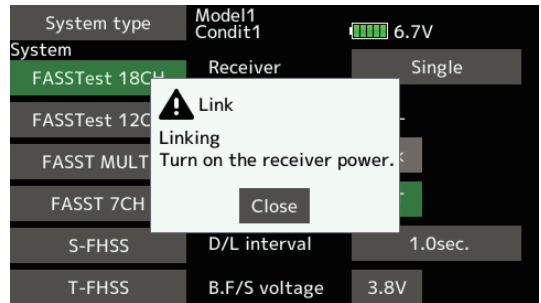 System type
Model1
Condit1
6.7V
System
FASSTest 18CH
Receiver
Single
FASSTest 12C
Link
Linking
Turn on the receiver power.
FASST MULT
Close
FASST 7CH
S-FHSS
D/L interval
1.0sec.
T-FHSS
B.F/S voltage
3.8V